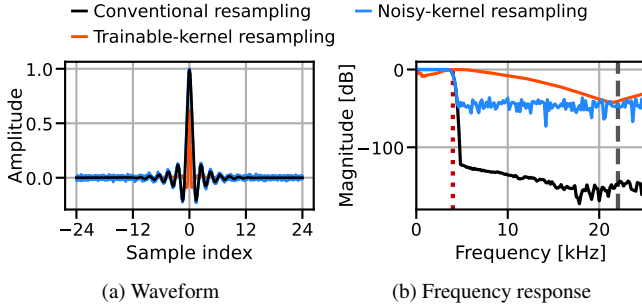 Conventional resampling
Noisy-kernel resampling
Trainable-kernel resampling
Amplitude
1.0
0.5
0.0
−24
−12
0
12
24
Sample index
(a) Waveform
Magnitude [dB]
0
−100
0
10
20
Frequency [kHz]
(b) Frequency response